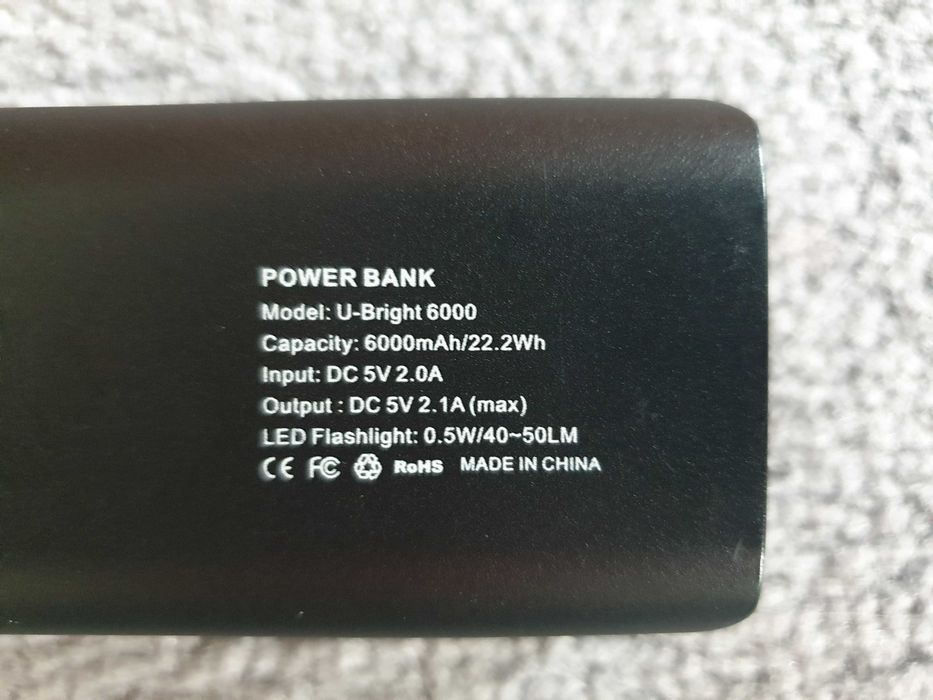 POWER BANK
Model: U-Bright 6000
Capacity: 6000mAh/22.2Wh
Input: DC 5V 2.0A
Output : DC 5V 2.1A (max)
LED Flashlight: 0.5W/40~50LM
CE FC RoHS MADE IN CHINA